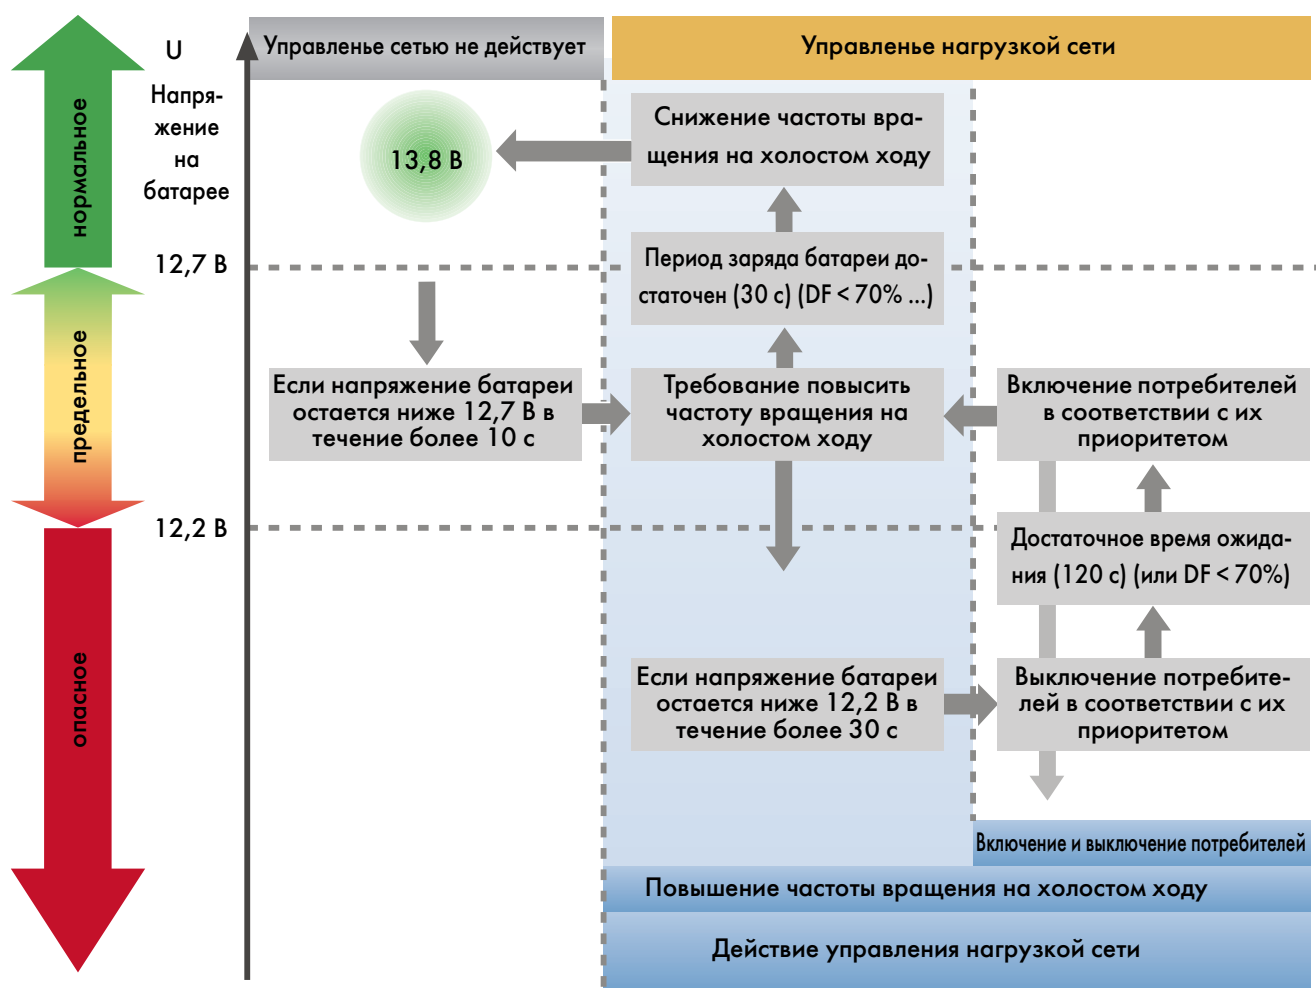 Управленье сетью не действует
Управленье нагрузкой сети
U
Напря-
жение
на
батарее
нормальное
13,8 В
Снижение частоты вра-
щения на холостом ходу
12,7 В
Период заряда батареи до-
статочен (30 с) (DF < 70% ...)
предельное
Если напряжение батареи
остается ниже 12,7 В в
течение более 10 с
Требование повысить
частоту вращения на
холостом ходу
Включение потребителей
в соответствии с их
приоритетом
12,2 В
Достаточное время ожида-
ния (120 с) (или DF < 70%)
опасное
Если напряжение батареи
остается ниже 12,2 В в
течение более 30 с
Выключение потребите-
лей в соответствии с их
приоритетом
Включение и выключение потребителей
Повышение частоты вращения на холостом ходу
Действие управления нагрузкой сети